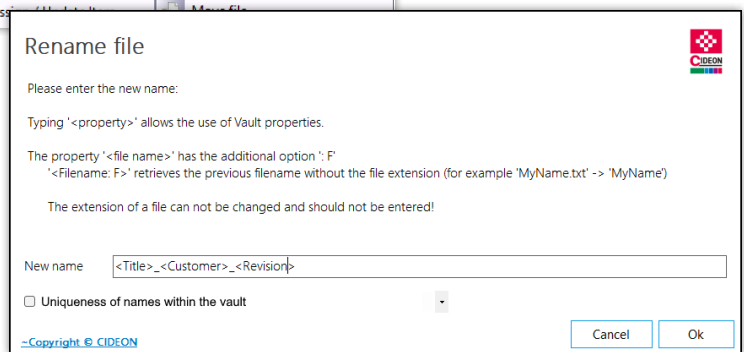 Move file
Rename file
CIDEON
Please enter the new name:
Typing '<property>' allows the use of Vault properties.
The property '<file name>' has the additional option ': F'
'<Filename: F>' retrieves the previous filename without the file extension (for example 'MyName.txt' -> 'MyName')
The extension of a file can not be changed and should not be entered!
New name <Title>_<Customer>_<Revision>
Uniqueness of names within the vault
Cancel Ok
~Copyright © CIDEON